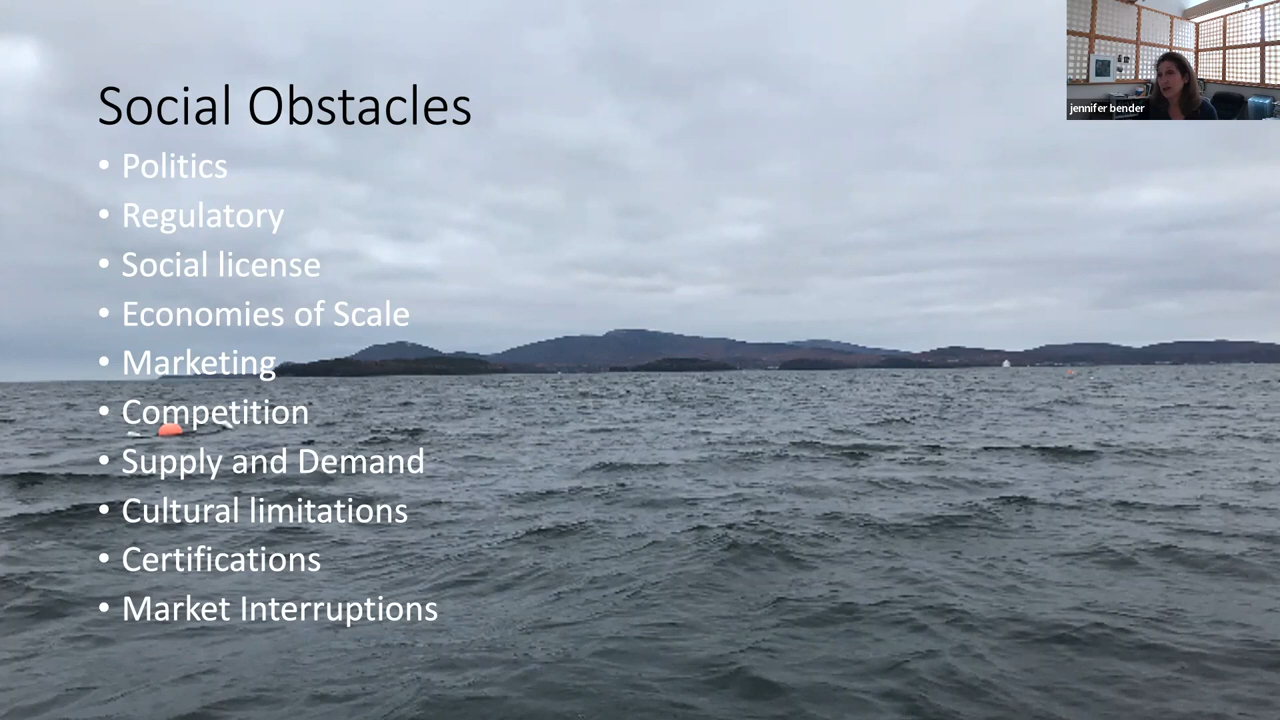 Social Obstacles
• Politics
• Regulatory
• Social license
• Economies of Scale
• Marketing
• Competition
• Supply and Demand
• Cultural limitations
• Certifications
• Market Interruptions
jennifer bender